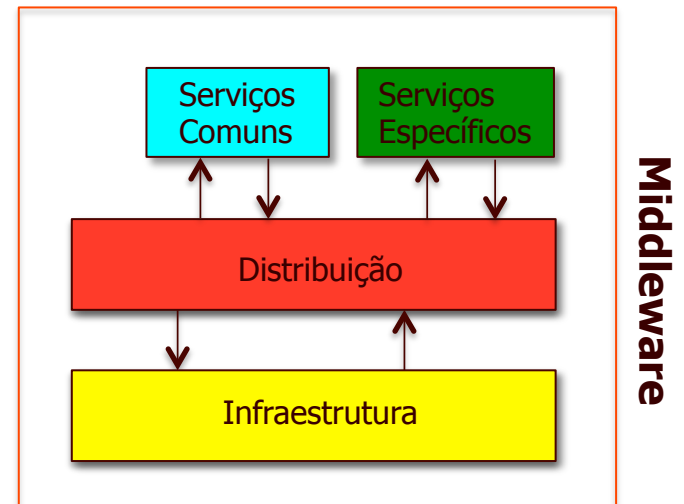 Serviços
Comuns
Serviços
Específicos
Distribuição
Infraestrutura
Middleware